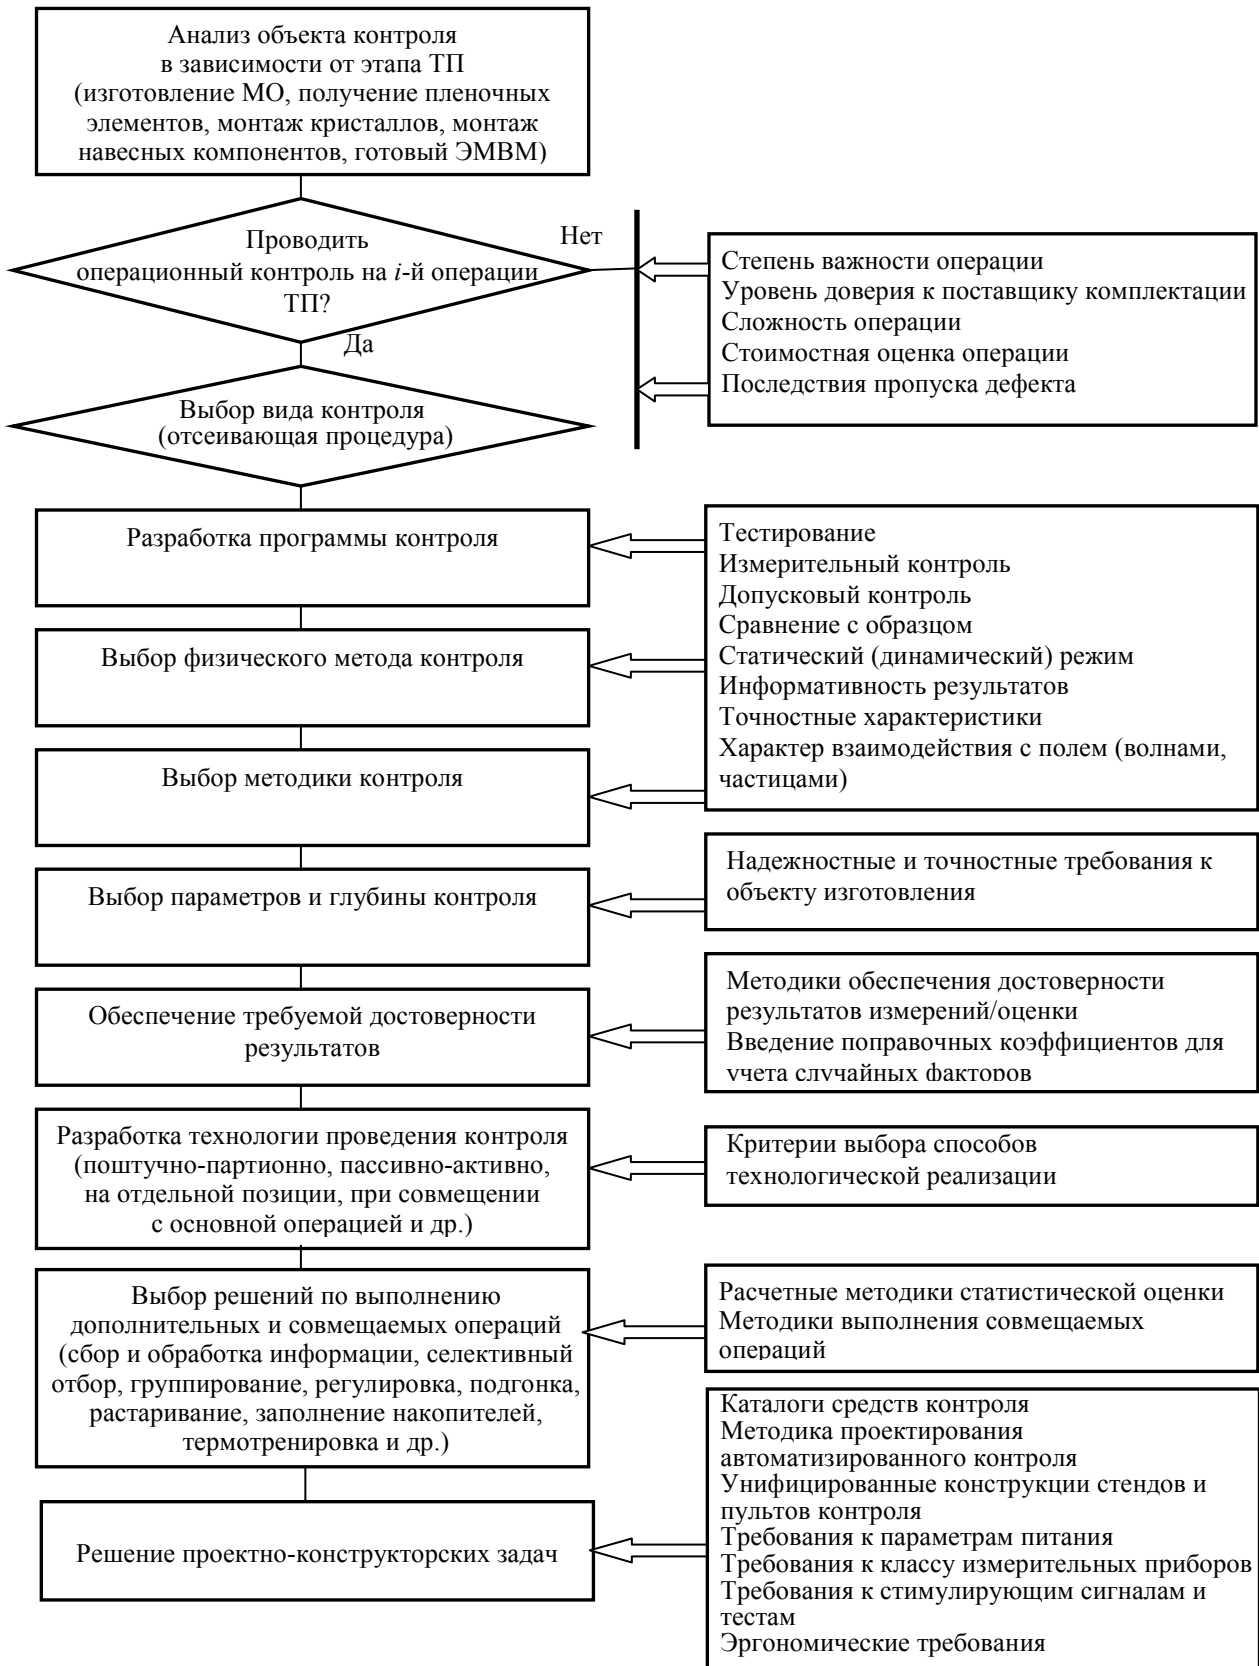 Анализ объекта контроля
в зависимости от этапа ТП
(изготовление МО, получение пленочных
элементов, монтаж кристаллов, монтаж
навесных компонентов, готовый ЭМВМ)
Проводить
операционный контроль на i-й операции
ТП?
Нет
Да
Степень важности операции
Уровень доверия к поставщику комплектации
Сложность операции
Стоимостная оценка операции
Последствия пропуска дефекта
Выбор вида контроля
(отсеивающая процедура)
Разработка программы контроля
Выбор физического метода контроля
Выбор методики контроля
Тестирование
Измерительный контроль
Допусковый контроль
Сравнение с образцом
Статический (динамический) режим
Информативность результатов
Точностные характеристики
Характер взаимодействия с полем (волнами,
частицами)
Выбор параметров и глубины контроля
Надежностные и точностные требования к
объекту изготовления
Обеспечение требуемой достоверности
результатов
Методики обеспечения достоверности
результатов измерений/оценки
Введение поправочных коэффициентов для
учета случайных факторов
Разработка технологии проведения контроля
(поштучно-партионно, пассивно-активно,
на отдельной позиции, при совмещении
с основной операцией и др.)
Критерии выбора способов
технологической реализации
Выбор решений по выполнению
дополнительных и совмещаемых операций
(сбор и обработка информации, селективный
отбор, группирование, регулировка, подгонка,
растаривание, заполнение накопителей,
термотренировка и др.)
Расчетные методики статистической оценки
Методики выполнения совмещаемых
операций
Решение проектно-конструкторских задач
Каталоги средств контроля
Методика проектирования
автоматизированного контроля
Унифицированные конструкции стендов и
пультов контроля
Требования к параметрам питания
Требования к классу измерительных приборов
Требования к стимулирующим сигналам и
тестам
Эргономические требования